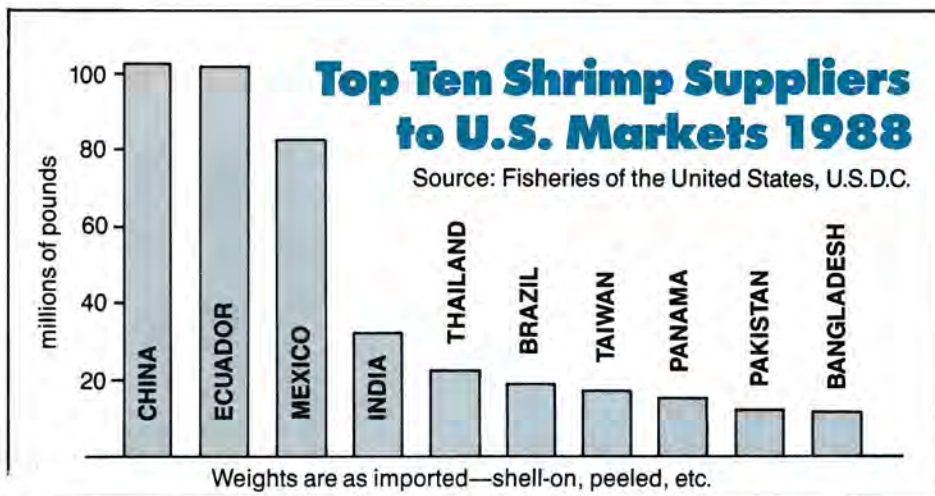 Top Ten Shrimp Suppliers
to U.S. Markets 1988
Source: Fisheries of the United States, U.S.D.C.
millions of pounds
100
80
60
40
20
CHINA
ECUADOR
MEXICO
INDIA
THAILAND
BRAZIL
TAIWAN
PANAMA
PAKISTAN
BANGLADESH
Weights are as imported—shell-on, peeled, etc.